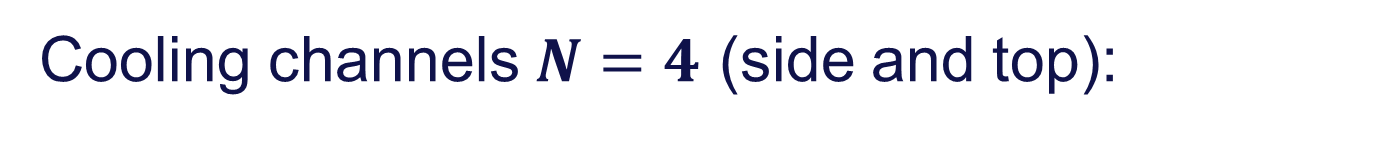 Cooling channels N = 4 (side and top):